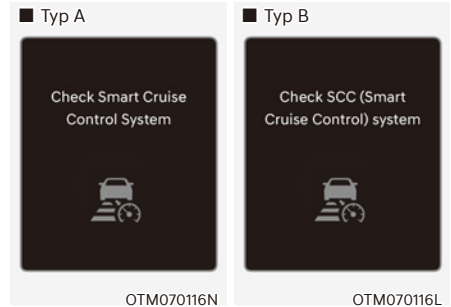 ■ Typ A
Check Smart Cruise
Control System
OTM070116N
■ Typ B
Check SCC (Smart
Cruise Control) system
OTM070116L